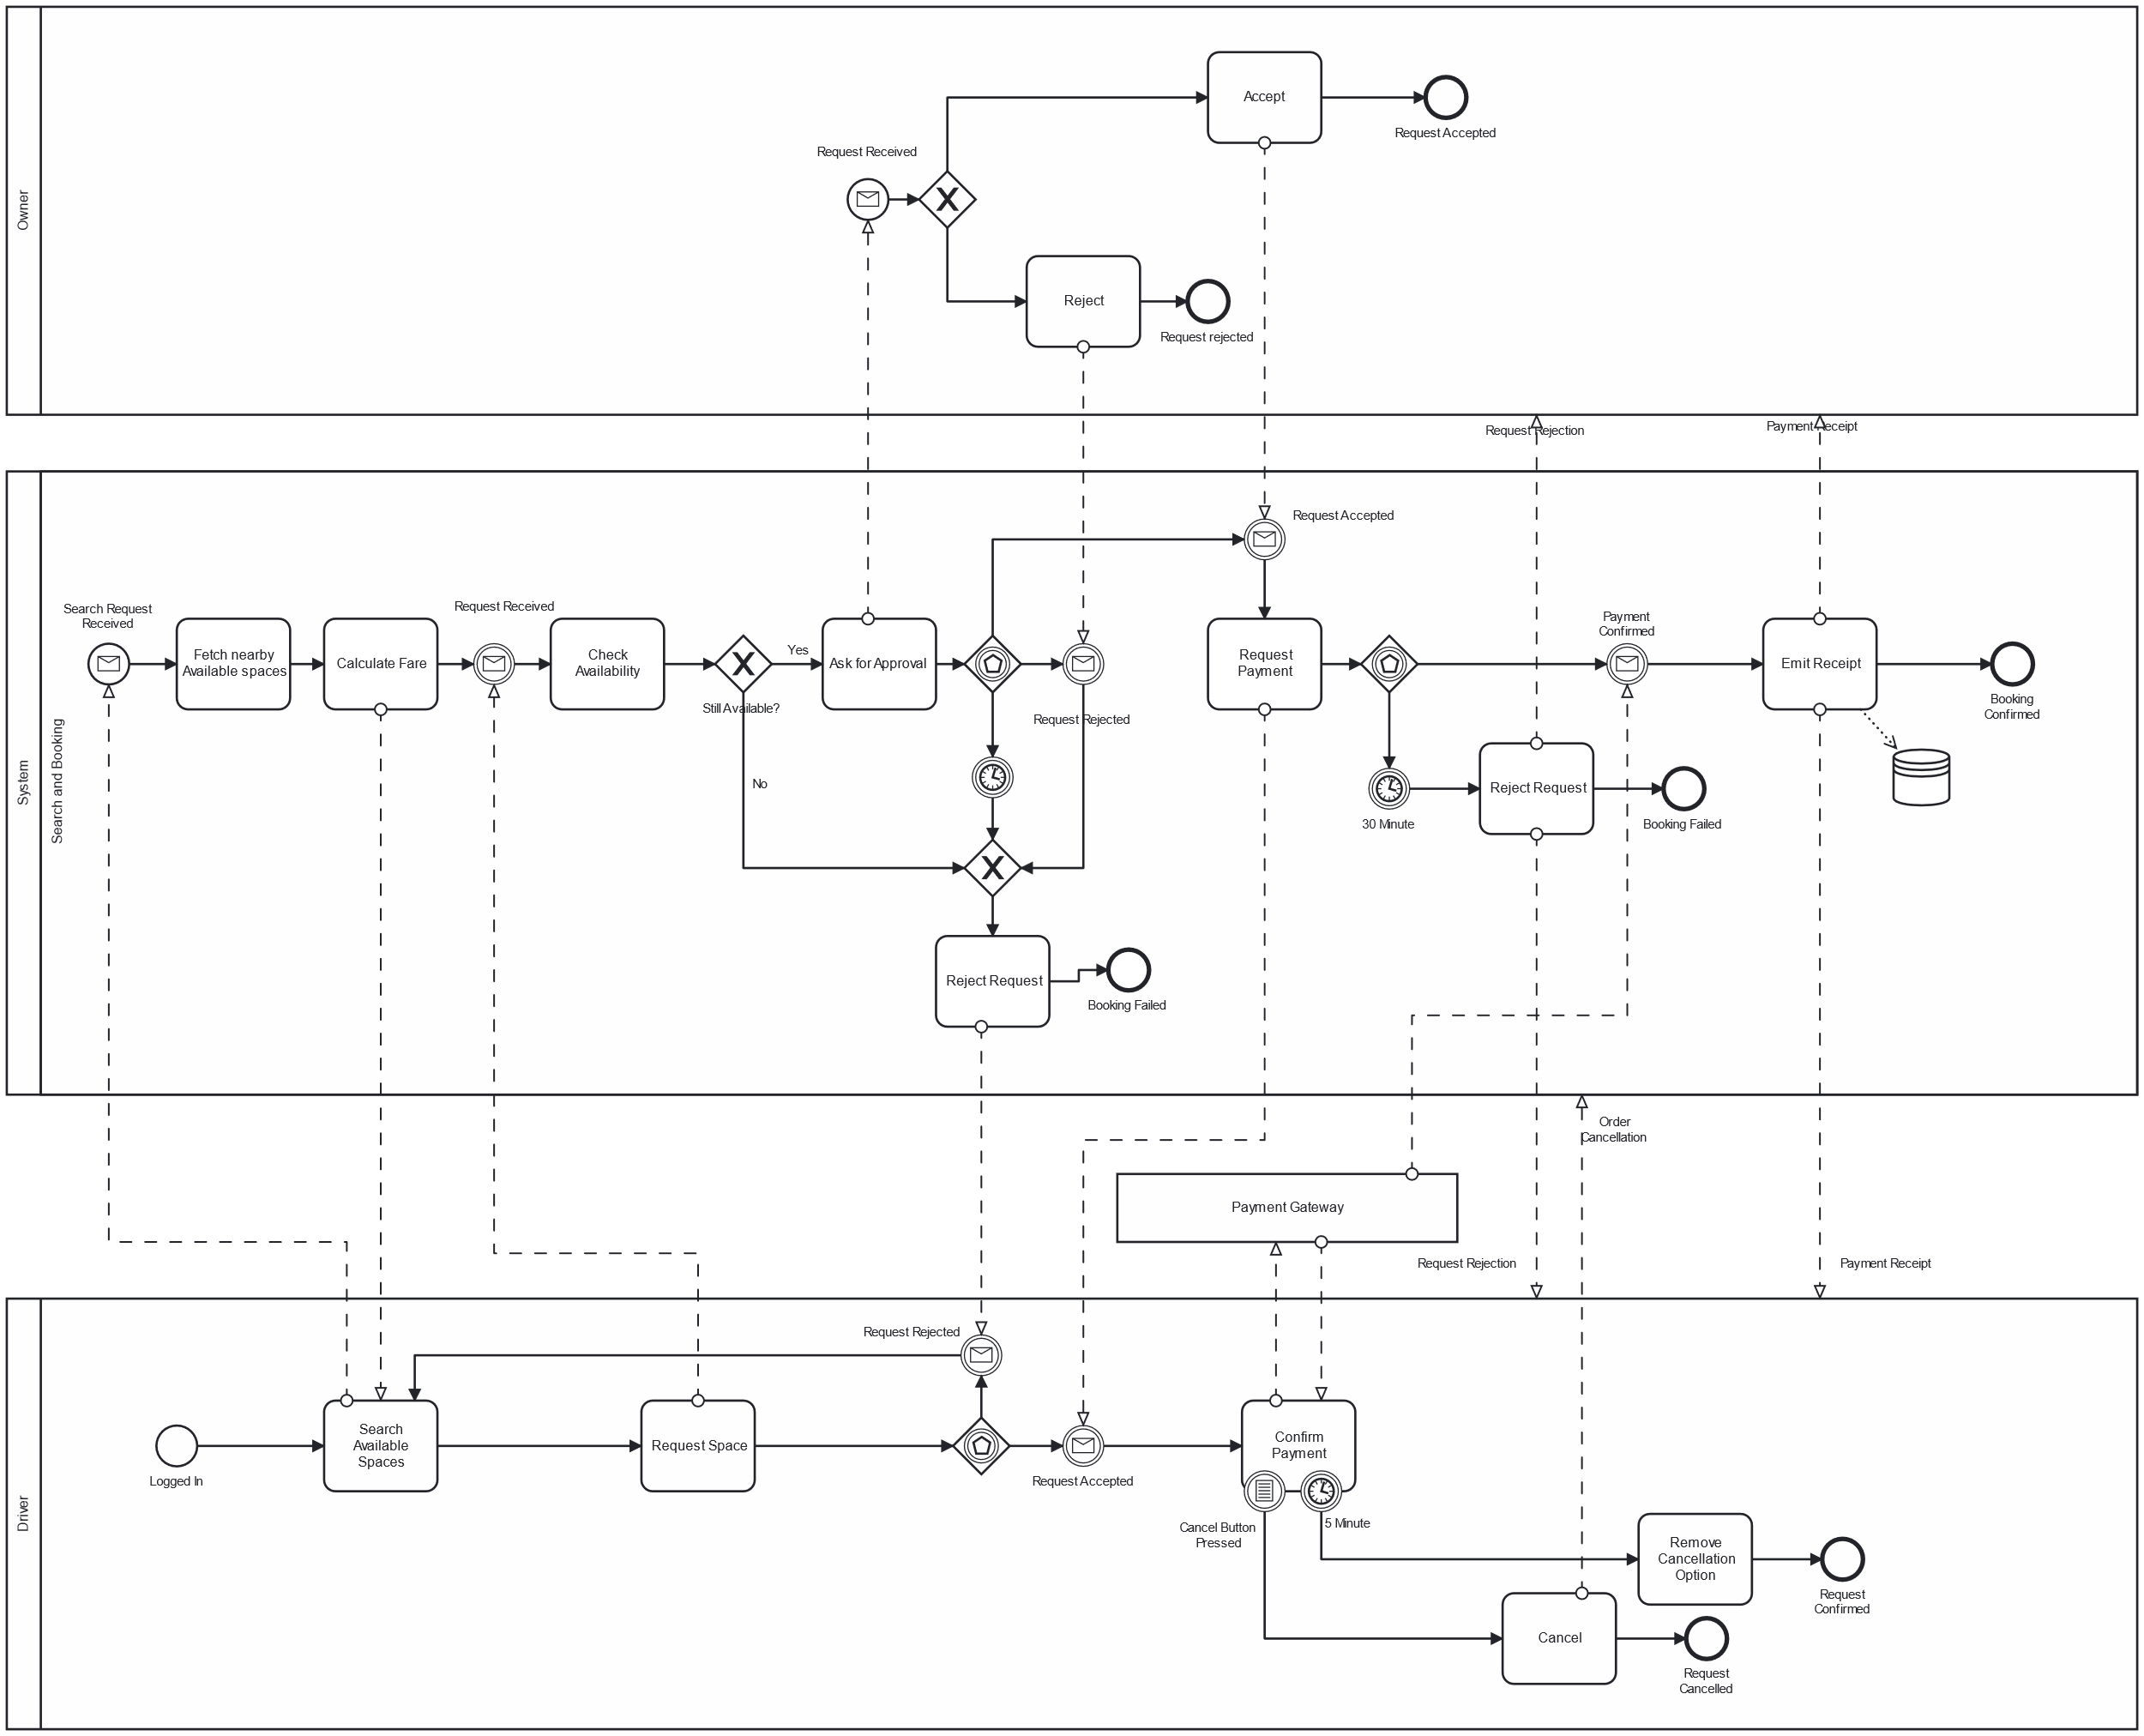 Owner
Request Received
Accept
Request Accepted
Reject
Request rejected
Request Rejection
Payment Receipt
System
Search and Booking
Search Request
Received
Fetch nearby
Available spaces
Calculate Fare
Request Received
Check
Availability
Still Available?
Yes
No
Ask for Approval
Request Rejected
Request Accepted
Request
Payment
30 Minute
Reject Request
Booking Failed
Payment
Confirmed
Emit Receipt
Booking
Confirmed
Reject Request
Booking Failed
Order
Cancellation
Payment Gateway
Request Rejection
Payment Receipt
Driver
Logged In
Search
Available
Spaces
Request Space
Request Rejected
Request Accepted
Confirm
Payment
Cancel Button
Pressed
5 Minute
Remove
Cancellation
Option
Request
Confirmed
Cancel
Request
Cancelled